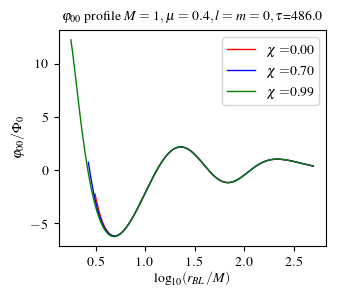 φ₀₀ profile M = 1, μ = 0.4, l = m = 0, τ=486.0
χ =0.00
χ =0.70
χ =0.99
φ₀₀/Φ₀
10
5
0
−5
0.5 1.0 1.5 2.0 2.5
log₁₀(r_BL/M)